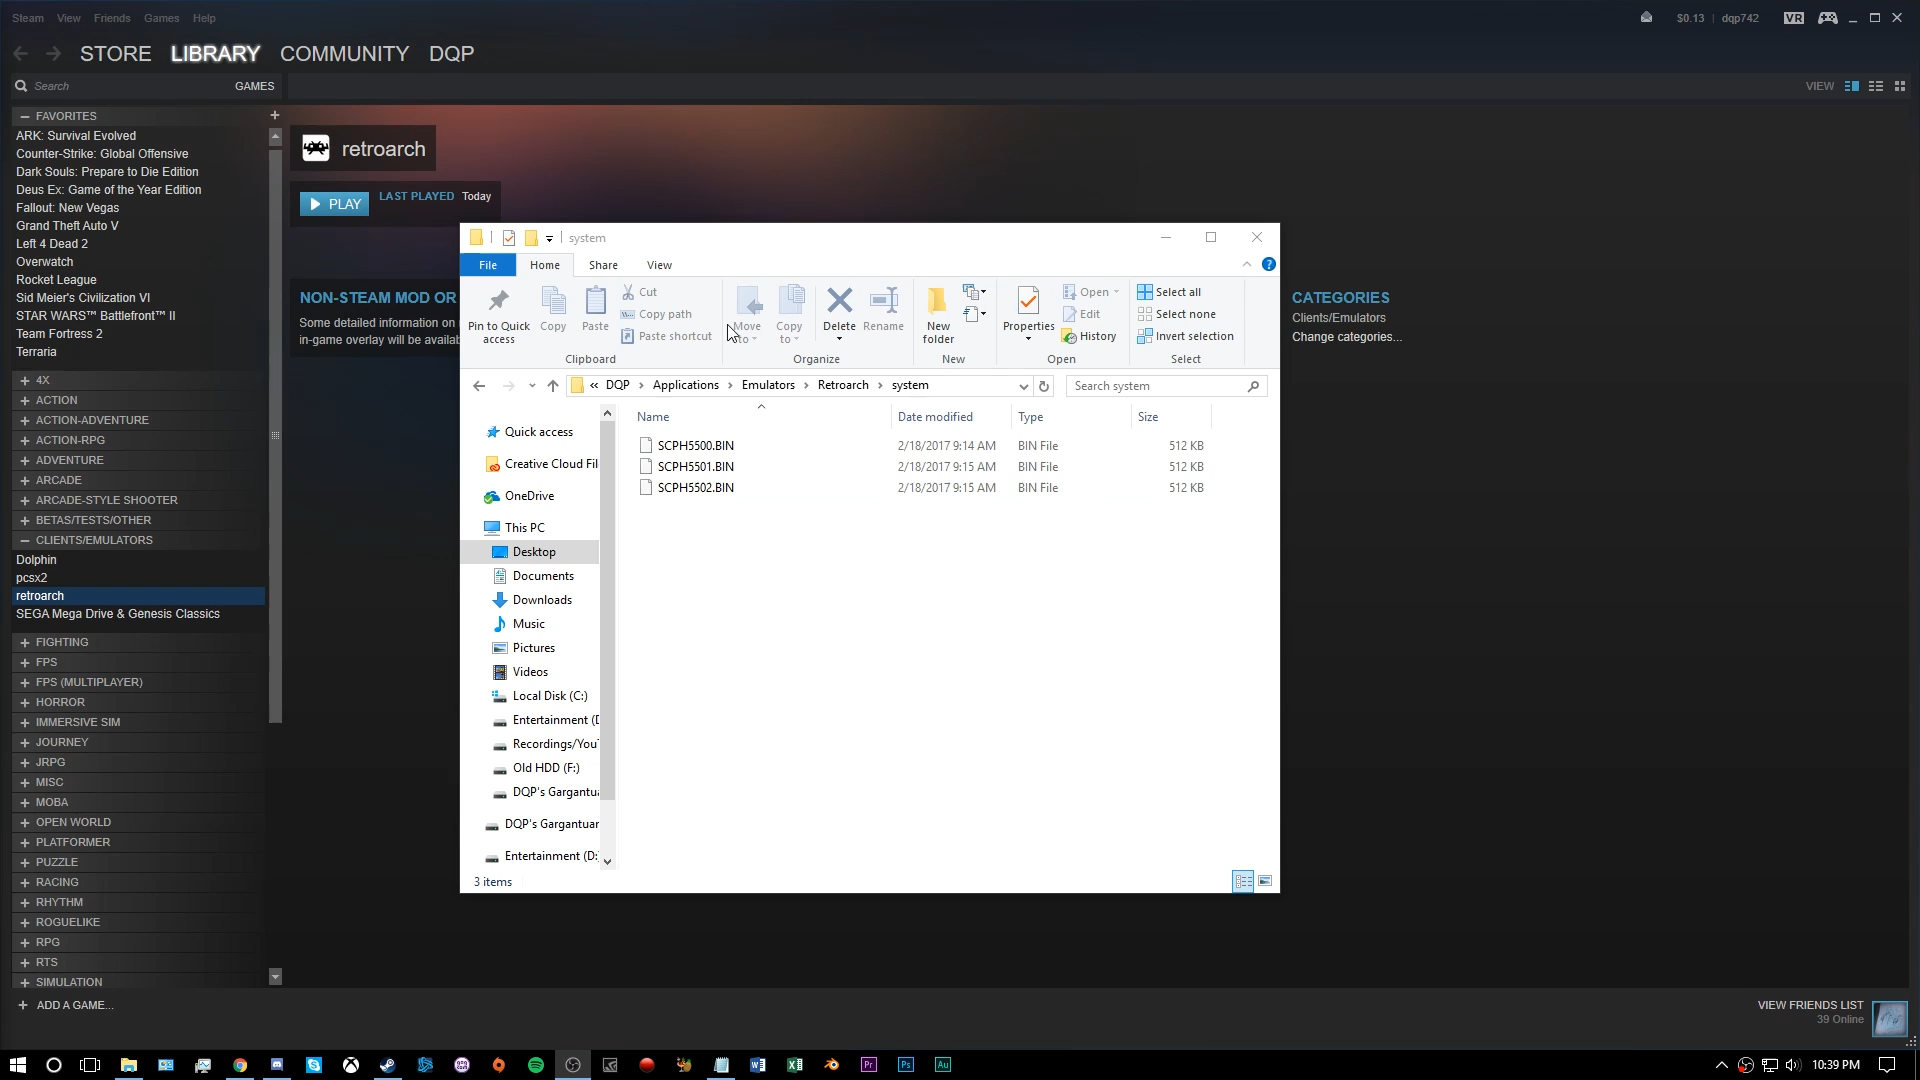 Steam View Friends Games Help
$0.13 | dqp742 VR
STORE LIBRARY COMMUNITY DQP
Search GAMES
VIEW
FAVORITES
ARK: Survival Evolved
Counter-Strike: Global Offensive
Dark Souls: Prepare to Die Edition
Deus Ex: Game of the Year Edition
Fallout: New Vegas
Grand Theft Auto V
Left 4 Dead 2
Overwatch
Rocket League
Sid Meier's Civilization VI
STAR WARS™ Battlefront™ II
Team Fortress 2
Terraria
4X
ACTION
ACTION-ADVENTURE
ACTION-RPG
ADVENTURE
ARCADE
ARCADE-STYLE SHOOTER
BETAS/TESTS/OTHER
CLIENTS/EMULATORS
Dolphin
pcsx2
retroarch
SEGA Mega Drive & Genesis Classics
FIGHTING
FPS
FPS (MULTIPLAYER)
HORROR
IMMERSIVE SIM
JOURNEY
JRPG
MISC
MOBA
OPEN WORLD
PLATFORMER
PUZZLE
RACING
RHYTHM
ROGUELIKE
RPG
RTS
SIMULATION
+ ADD A GAME...
retroarch
PLAY LAST PLAYED Today
NON-STEAM MOD OR
Some detailed information on
in-game overlay will be availab
CATEGORIES
Clients/Emulators
Change categories...
system
File Home Share View
Pin to Quick access
Copy
Paste
Cut
Copy path
Paste shortcut
Clipboard
Move to
Copy to
Delete
Rename
Organize
New folder
New
Properties
Open
Edit
History
Open
Select all
Select none
Invert selection
Select
« DQP > Applications > Emulators > Retroarch > system
Search system
Name Date modified Type Size
SCPH5500.BIN 2/18/2017 9:14 AM BIN File 512 KB
SCPH5501.BIN 2/18/2017 9:15 AM BIN File 512 KB
SCPH5502.BIN 2/18/2017 9:15 AM BIN File 512 KB
Quick access
Creative Cloud Fil
OneDrive
This PC
Desktop
Documents
Downloads
Music
Pictures
Videos
Local Disk (C:)
Entertainment (D
Recordings/YouT
Old HDD (F:)
DQP's Gargantua
DQP's Gargantuar
Entertainment (D:
3 items
VIEW FRIENDS LIST
39 Online
Pr Ps Au
10:39 PM